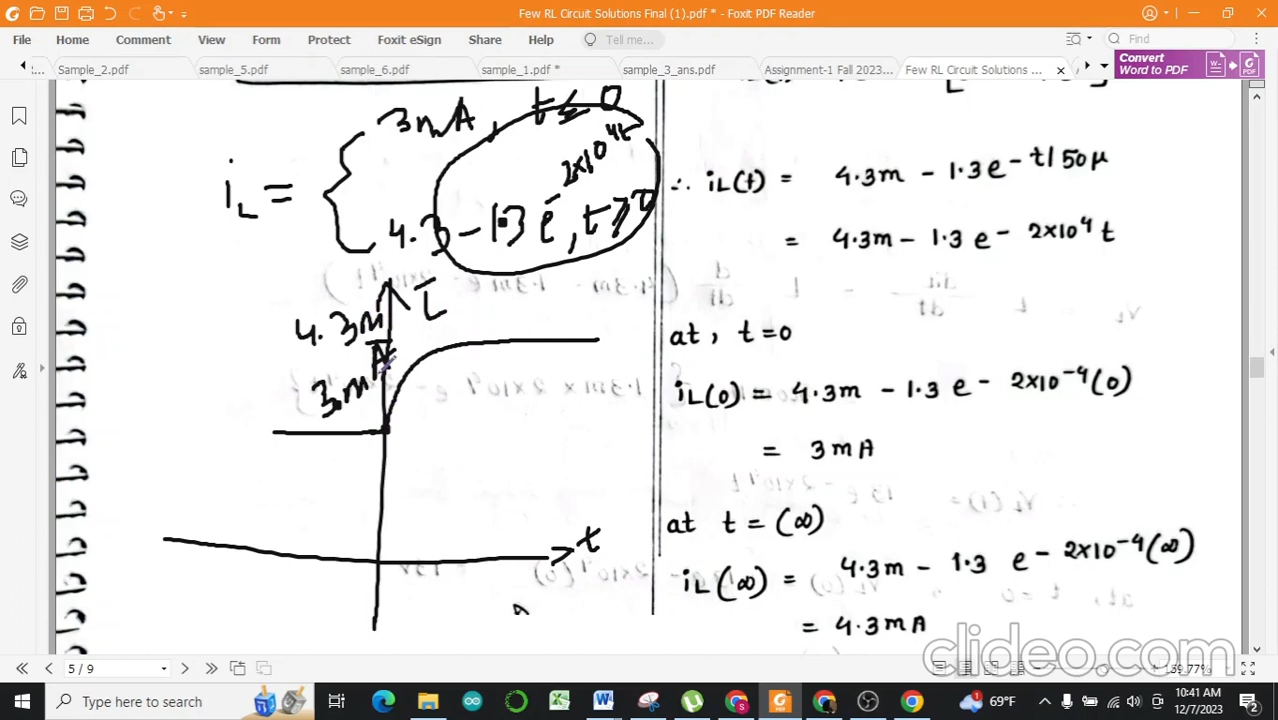 Few RL Circuit Solutions Final (1).pdf * - Foxit PDF Reader
File Home Comment View Form Protect Foxit eSign Share Help Tell me... Find
... Sample_2.pdf sample_5.pdf sample_6.pdf sample_1.pdf * sample_3_ans.pdf Assignment-1 Fall 2023... Few RL Circuit Solutions ...
Convert
Word to PDF
iL = { 3mA, t≤0
4.3 - 1.3 e^-2x10^4t, t≥0
iL
4.3m
A
3mA
t
∴ iL(t) = 4.3m - 1.3 e - t/50μ
= 4.3m - 1.3 e - 2x10^4 t
at, t=0
iL(0) = 4.3m - 1.3 e - 2x10^-4(0)
= 3mA
at t = (∞)
iL(∞) = 4.3m - 1.3 e - 2x10^-4(∞)
= 4.3mA
clideo.com
5 / 9
159.77%
Type here to search
69°F
10:41 AM
12/7/2023
2